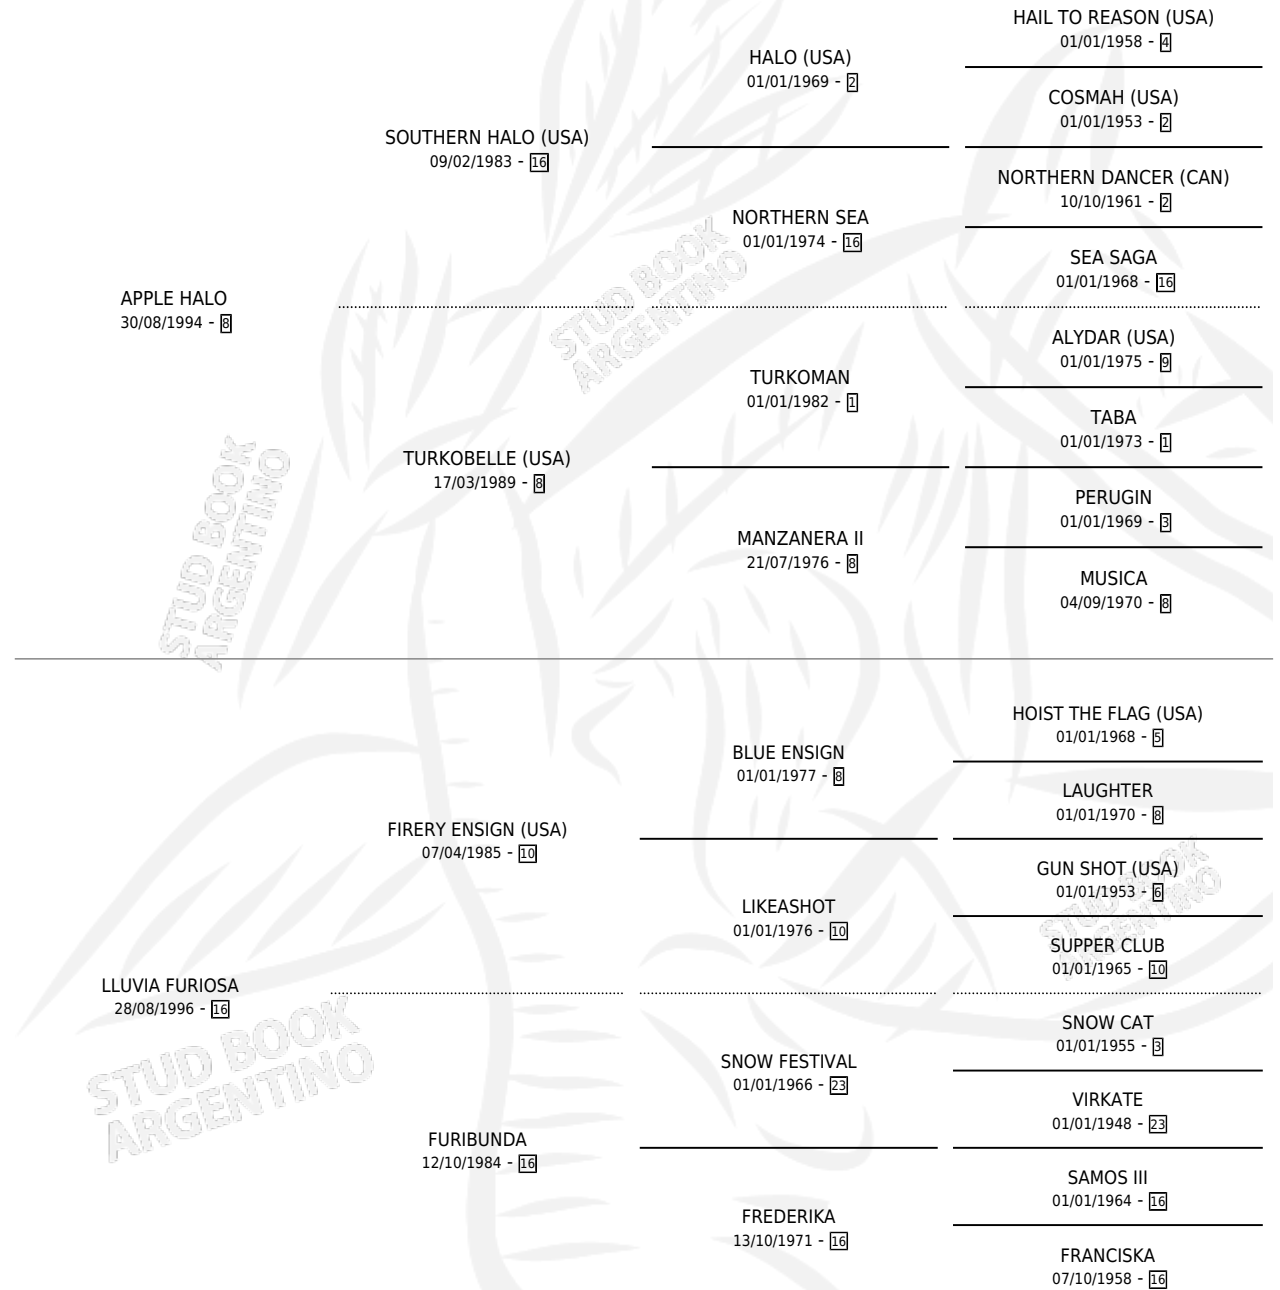 HAIL TO REASON (USA)
01/01/1958 - 4
HALO (USA)
01/01/1969 - 2
COSMAH (USA)
01/01/1953 - 2
SOUTHERN HALO (USA)
09/02/1983 - 16
NORTHERN DANCER (CAN)
10/10/1961 - 2
NORTHERN SEA
01/01/1974 - 16
SEA SAGA
01/01/1968 - 16
APPLE HALO
30/08/1994 - 8
STUD BOOK
ARGENTINO
ALYDAR (USA)
01/01/1975 - 9
TURKOMAN
01/01/1982 - 1
TABA
01/01/1973 - 1
TURKOBELLE (USA)
17/03/1989 - 8
PERUGIN
01/01/1969 - 3
MANZANERA II
21/07/1976 - 8
MUSICA
04/09/1970 - 8
STUD BOOK
ARGENTINO
HOIST THE FLAG (USA)
01/01/1968 - 5
BLUE ENSIGN
01/01/1977 - 8
LAUGHTER
01/01/1970 - 8
FIRERY ENSIGN (USA)
07/04/1985 - 10
GUN SHOT (USA)
01/01/1953 - 6
LIKEASHOT
01/01/1976 - 10
STUD BOOK
ARGENTINO
SUPPER CLUB
01/01/1965 - 10
LLUVIA FURIOSA
28/08/1996 - 16
SNOW CAT
01/01/1955 - 3
SNOW FESTIVAL
01/01/1966 - 23
STUD BOOK
ARGENTINO
VIRKATE
01/01/1948 - 23
FURIBUNDA
12/10/1984 - 16
SAMOS III
01/01/1964 - 16
FREDERIKA
13/10/1971 - 16
FRANCISKA
07/10/1958 - 16